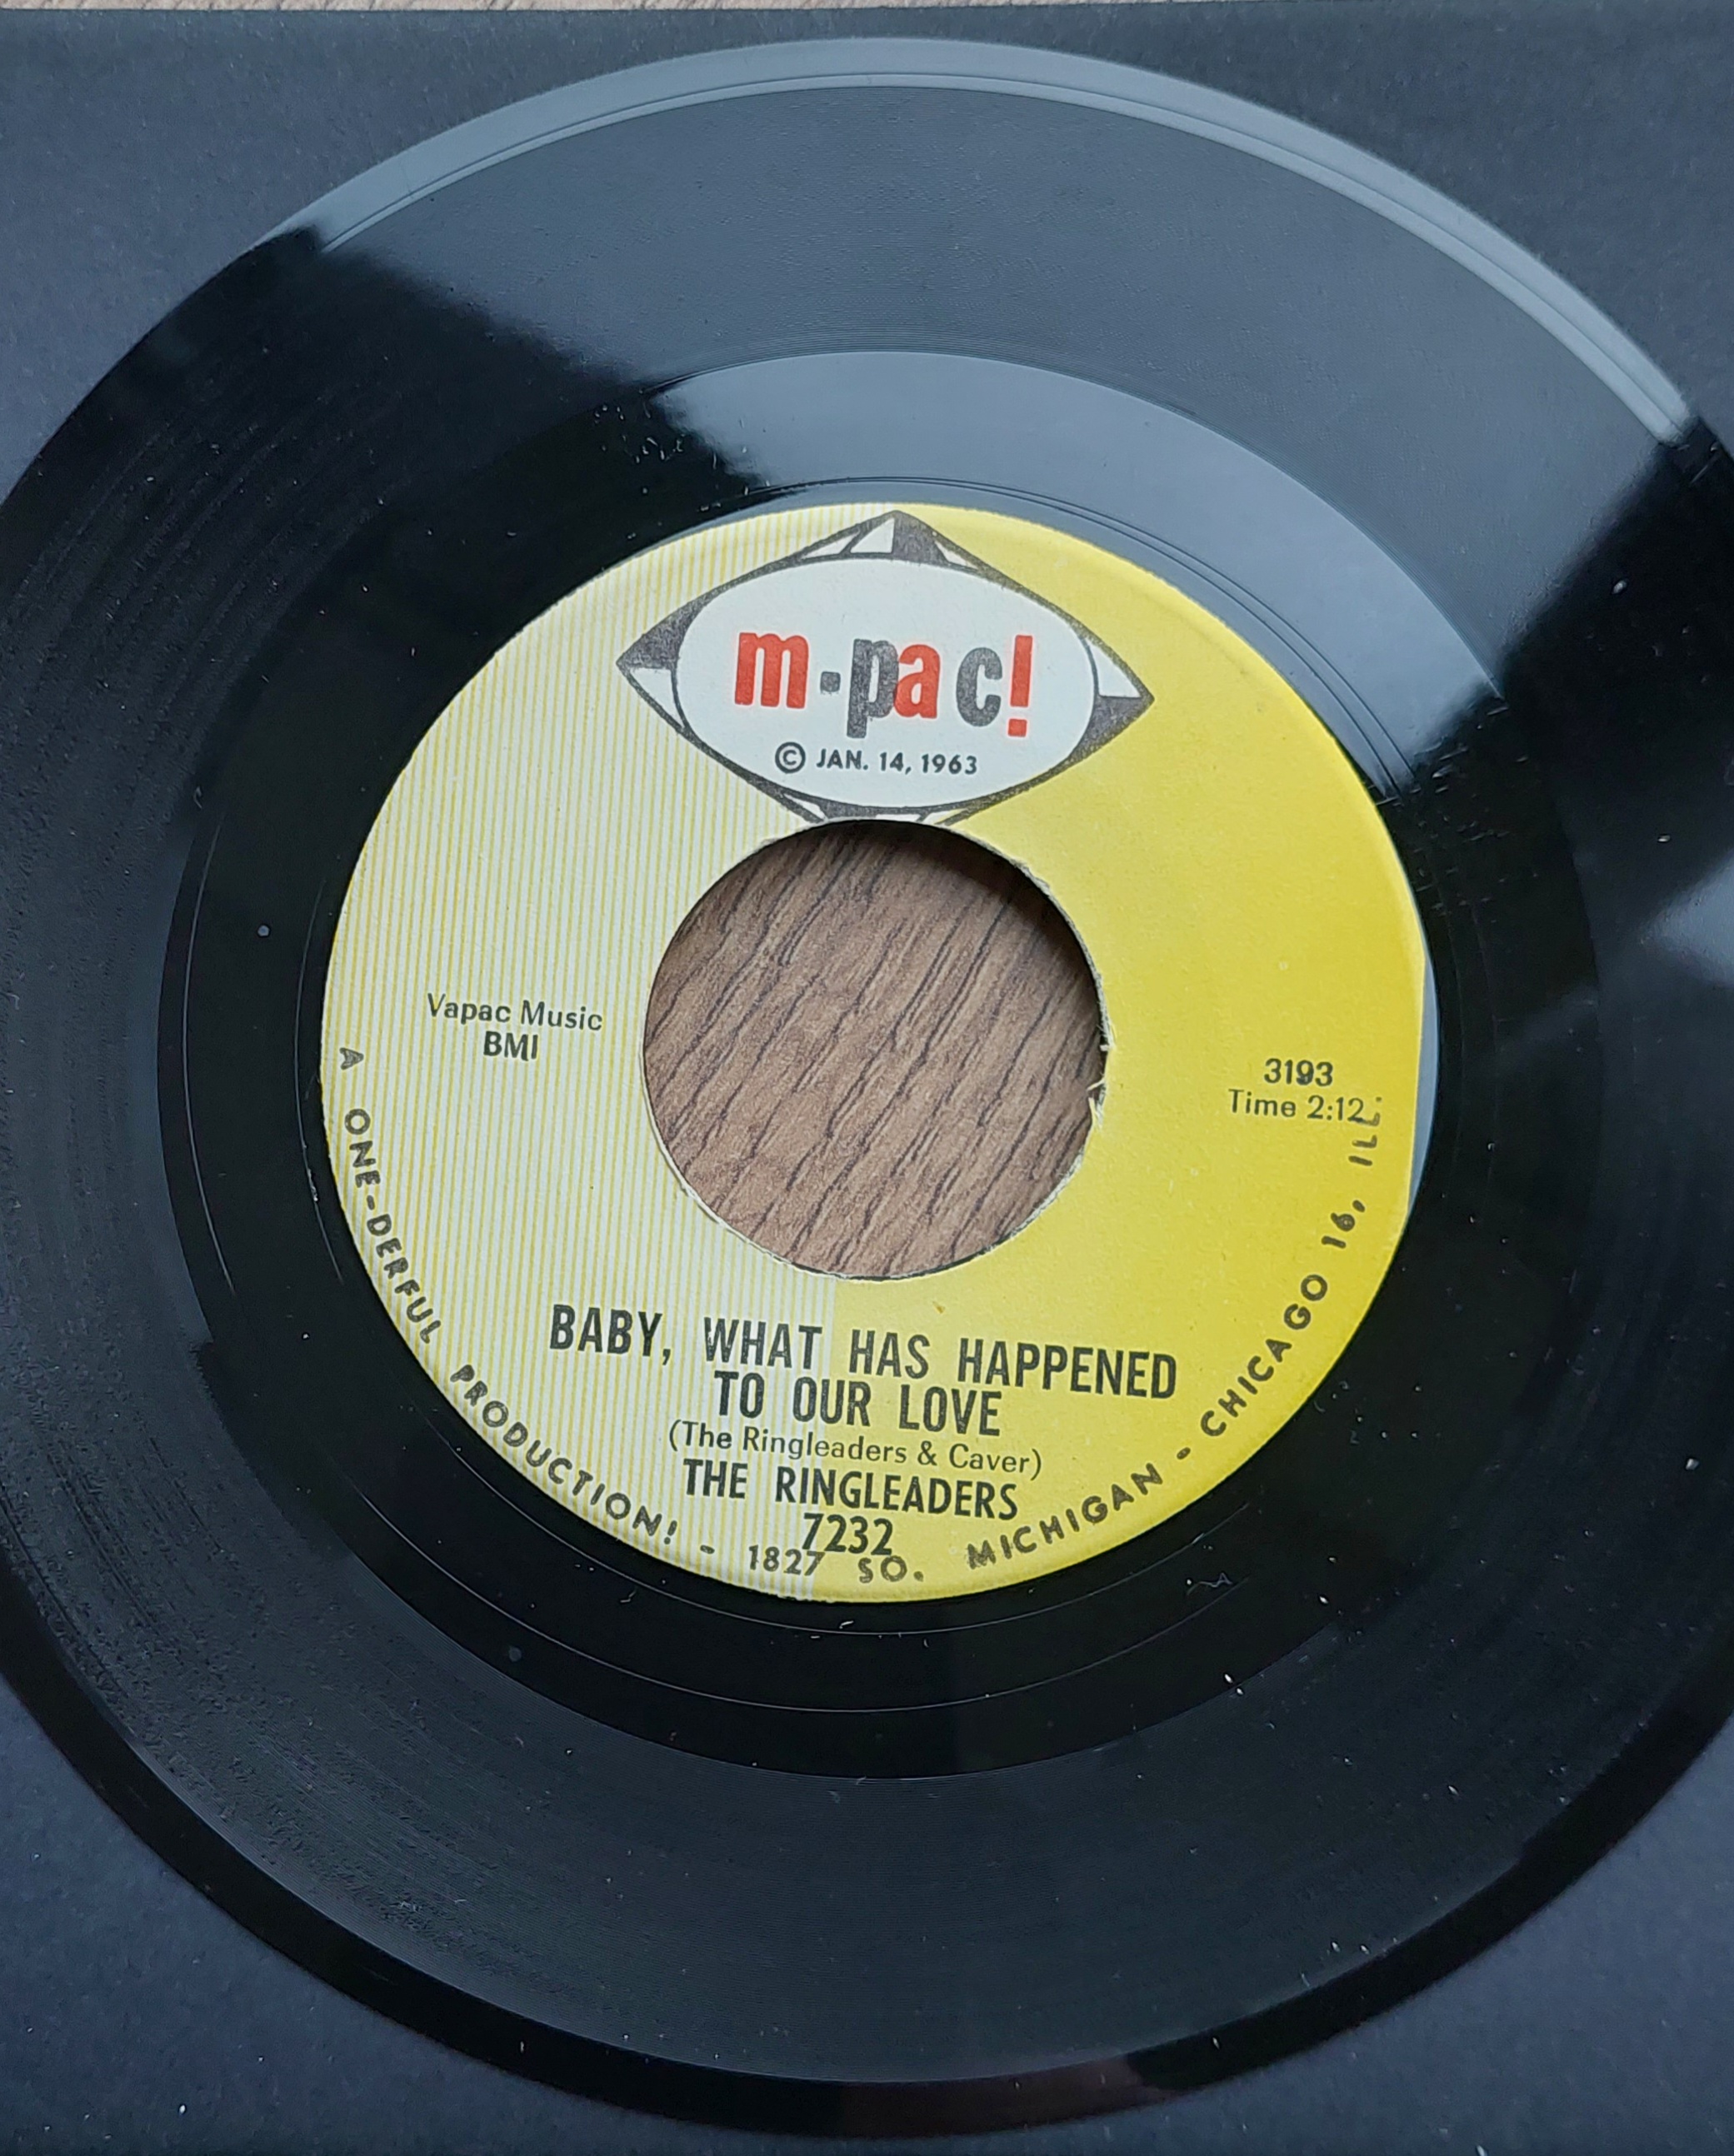 m·pac!
© JAN. 14, 1963
Vapac Music
BMI
3193
Time 2:12
BABY, WHAT HAS HAPPENED
TO OUR LOVE
(The Ringleaders & Caver)
THE RINGLEADERS
7232
A ONE-DERFUL PRODUCTION! - 1827 SO. MICHIGAN - CHICAGO 16, ILL.